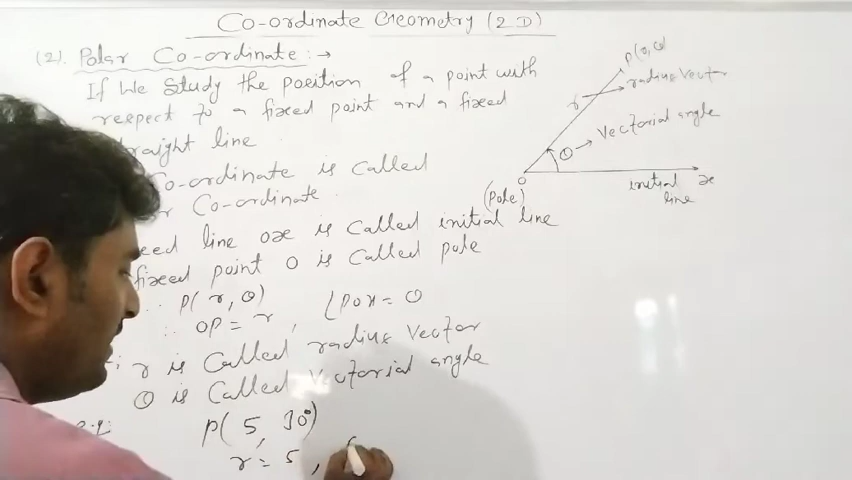 Co-ordinate Geometry (2D)
(2). Polar Co-ordinate :→
If We Study the position of a point with
respect to a fixed point and a fixed
traight line
Co-ordinate is called
Co-ordinate
line ox is called initial line
fixed point O is called pole
P(r, θ)
∴ OP = r, ∠POX = θ
r is Called radius Vector
θ is Called Vectorial angle
e.g:
P(5, 30°)
r = 5,
radius Vector
r
θ → Vectorial angle
O
(Pole)
initial
line
x